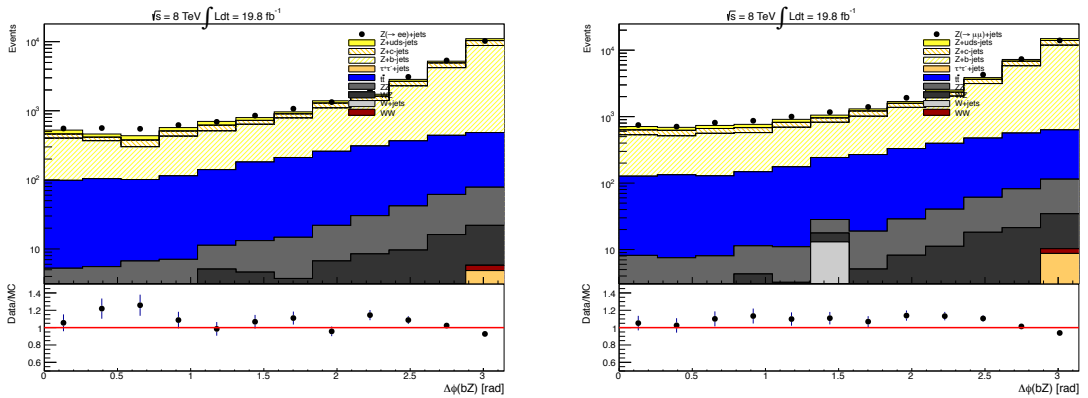 √s = 8 TeV ∫ Ldt = 19.8 fb⁻¹
Events
10⁴
10³
10²
10
Z(→ ee)+jets
Z+uds-jets
Z+c-jets
Z+b-jets
τ⁺τ⁻+jets
tt̄
ZZ
WZ
W+jets
WW
Data/MC
1.4
1.2
1
0.8
0.6
0 0.5 1 1.5 2 2.5 3
Δϕ(bZ) [rad]
√s = 8 TeV ∫ Ldt = 19.8 fb⁻¹
Events
10⁴
10³
10²
10
Z(→ μμ)+jets
Z+uds-jets
Z+c-jets
Z+b-jets
τ⁺τ⁻+jets
tt̄
ZZ
WZ
W+jets
WW
Data/MC
1.4
1.2
1
0.8
0.6
0 0.5 1 1.5 2 2.5 3
Δϕ(bZ) [rad]